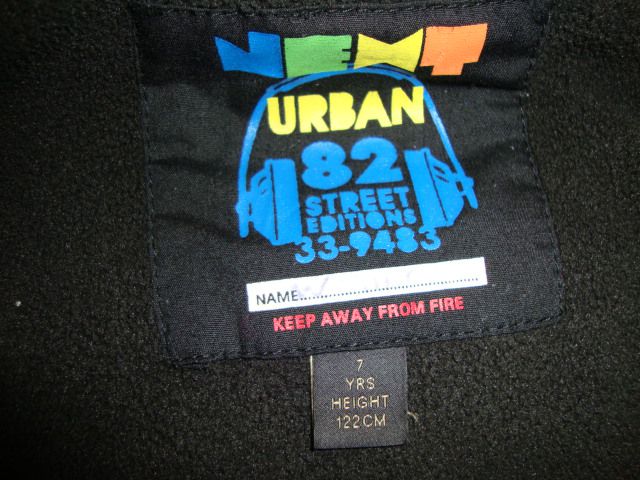 NEXT
URBAN
82
STREET
EDITIONS
33-9483
NAME
KEEP AWAY FROM FIRE
7
YRS
HEIGHT
122CM